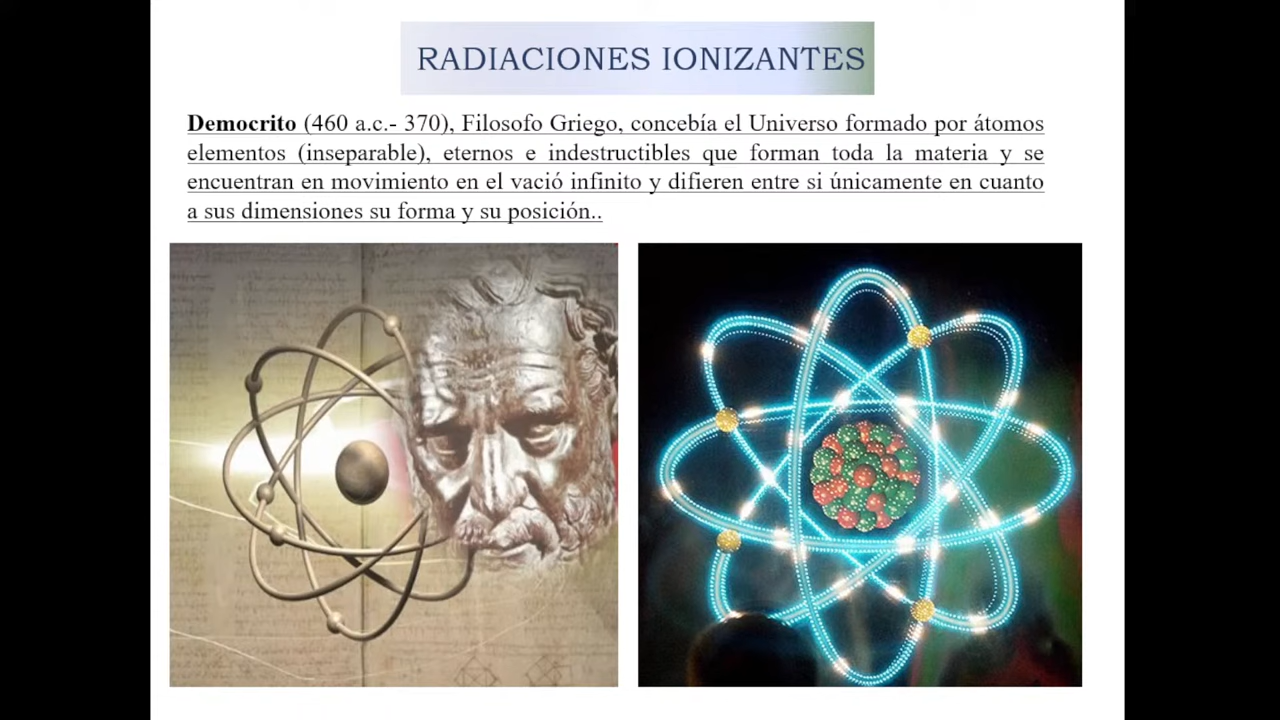 RADIACIONES IONIZANTES
Democrito (460 a.c.- 370), Filosofo Griego, concebía el Universo formado por átomos
elementos (inseparable), eternos e indestructibles que forman toda la materia y se
encuentran en movimiento en el vació infinito y difieren entre si únicamente en cuanto
a sus dimensiones su forma y su posición..